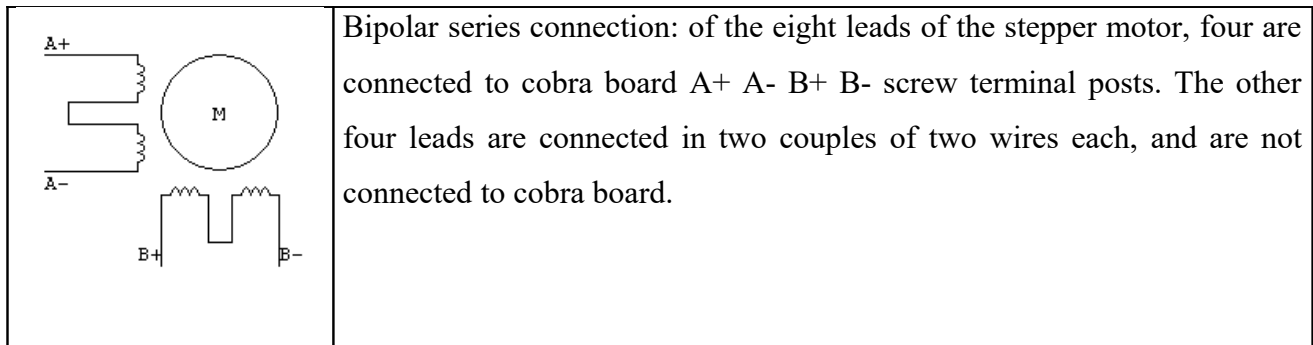 A+
M
A-
B+
B-
Bipolar series connection: of the eight leads of the stepper motor, four are
connected to cobra board A+ A- B+ B- screw terminal posts. The other
four leads are connected in two couples of two wires each, and are not
connected to cobra board.